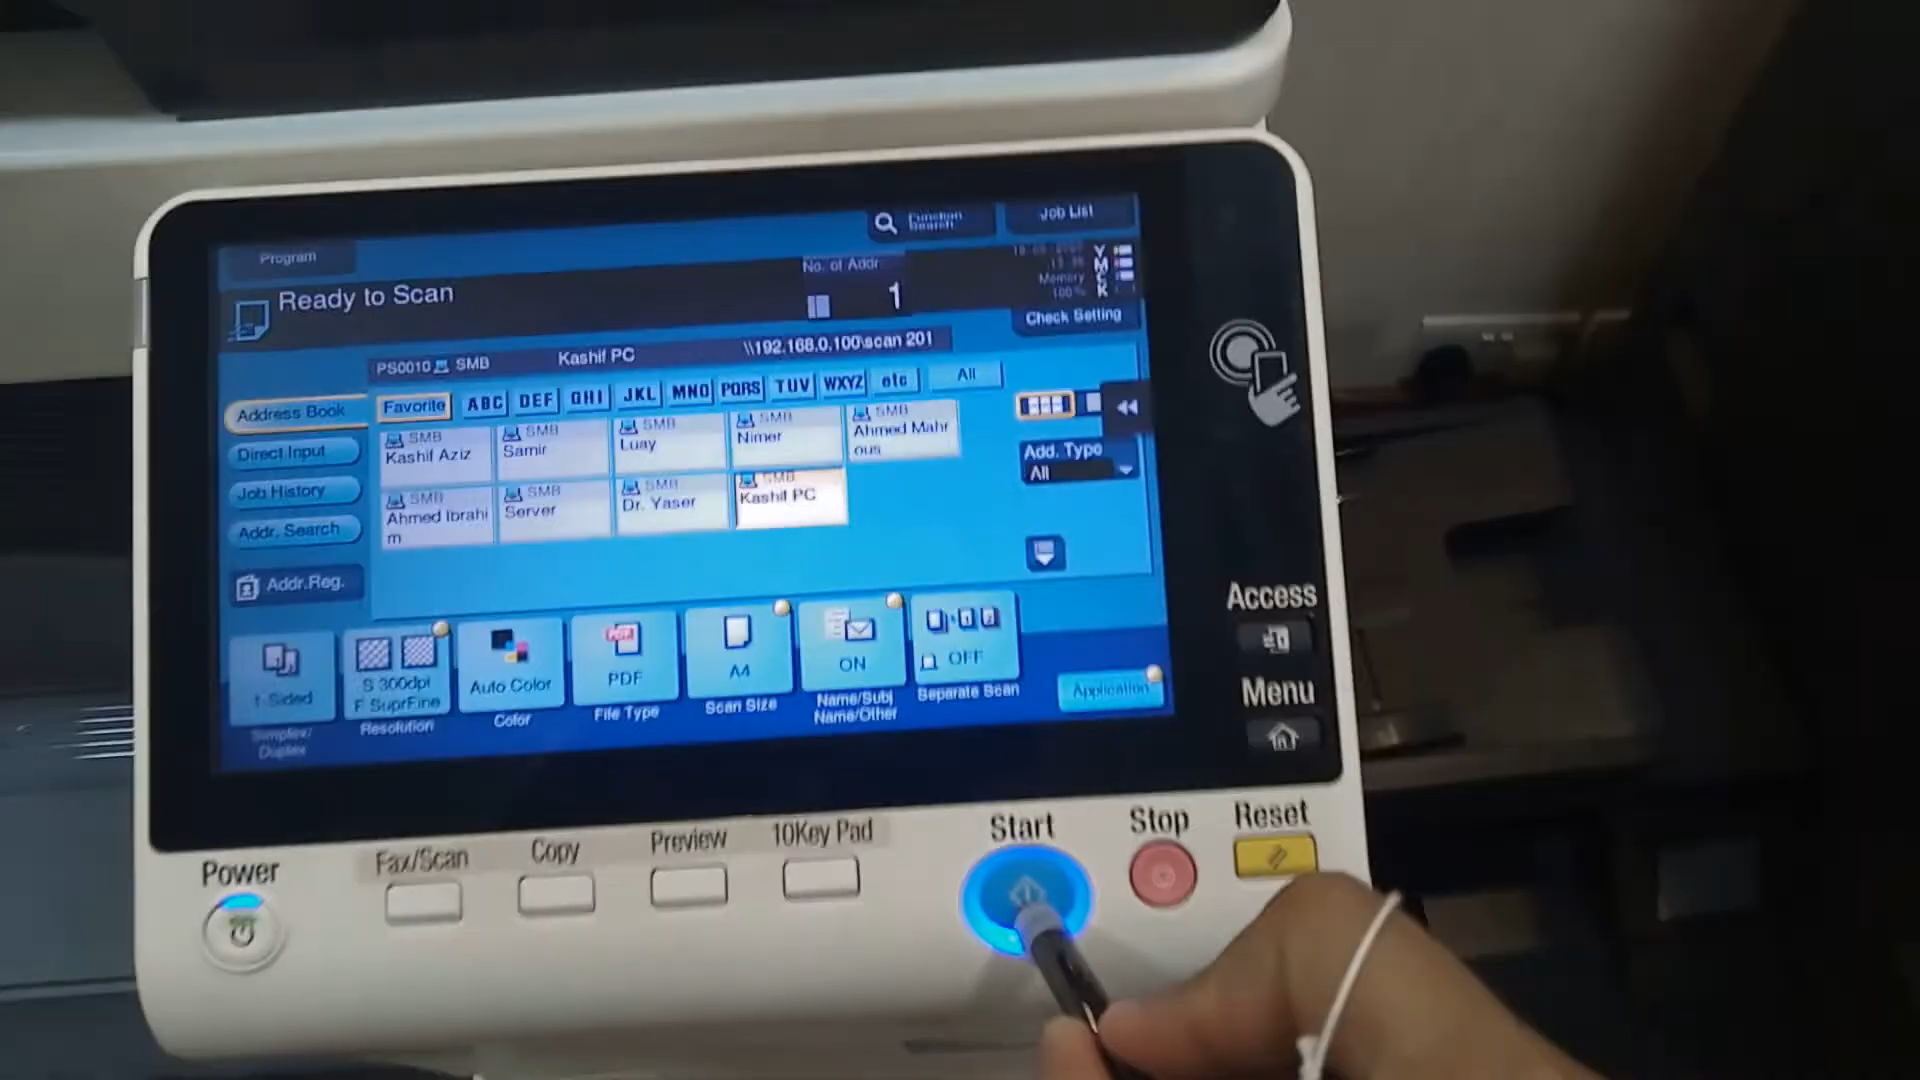 Function
Search
Job List
Program
No. of Addr
Ready to Scan
1
Memory
100%
Y
M
C
K
Check Setting
PS0010 SMB Kashif PC \\192.168.0.100\scan 201
Address Book
Favorite ABC DEF GHI JKL MNO PQRS TUV WXYZ etc All
SMB
Kashif Aziz
SMB
Samir
SMB
Luay
SMB
Nimer
SMB
Ahmed Mahr
ous
Direct Input
Add. Type
All
Job History
SMB
Ahmed Ibrahi
m
SMB
Server
SMB
Dr. Yaser
SMB
Kashif PC
Addr. Search
Addr.Reg.
1-Sided
Simplex/
Duplex
S 300dpi
F SuprFine
Resolution
Auto Color
Color
PDF
PDF
File Type
A4
Scan Size
ON
Name/Subj
Name/Other
OFF
Separate Scan
Application
Access
Menu
Power
Fax/Scan
Copy
Preview
10Key Pad
Start
Stop
Reset